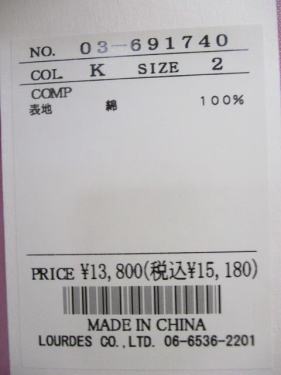 NO. 03-691740
COL. K SIZE 2
COMP
表地 綿 100%
PRICE ¥13,800(税込¥15,180)
MADE IN CHINA
LOURDES CO.,LTD. 06-6536-2201